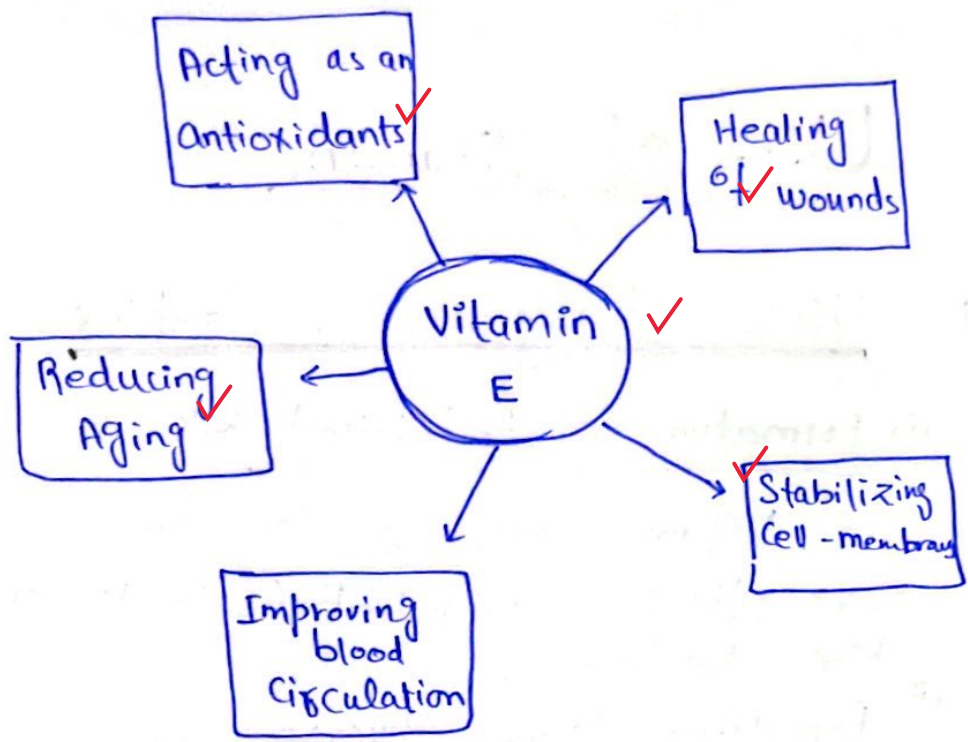 Acting as an
Antioxidants
Healing
of wounds
Vitamin
E
Reducing
Aging
Stabilizing
Cell-membrane
Improving
blood
Circulation